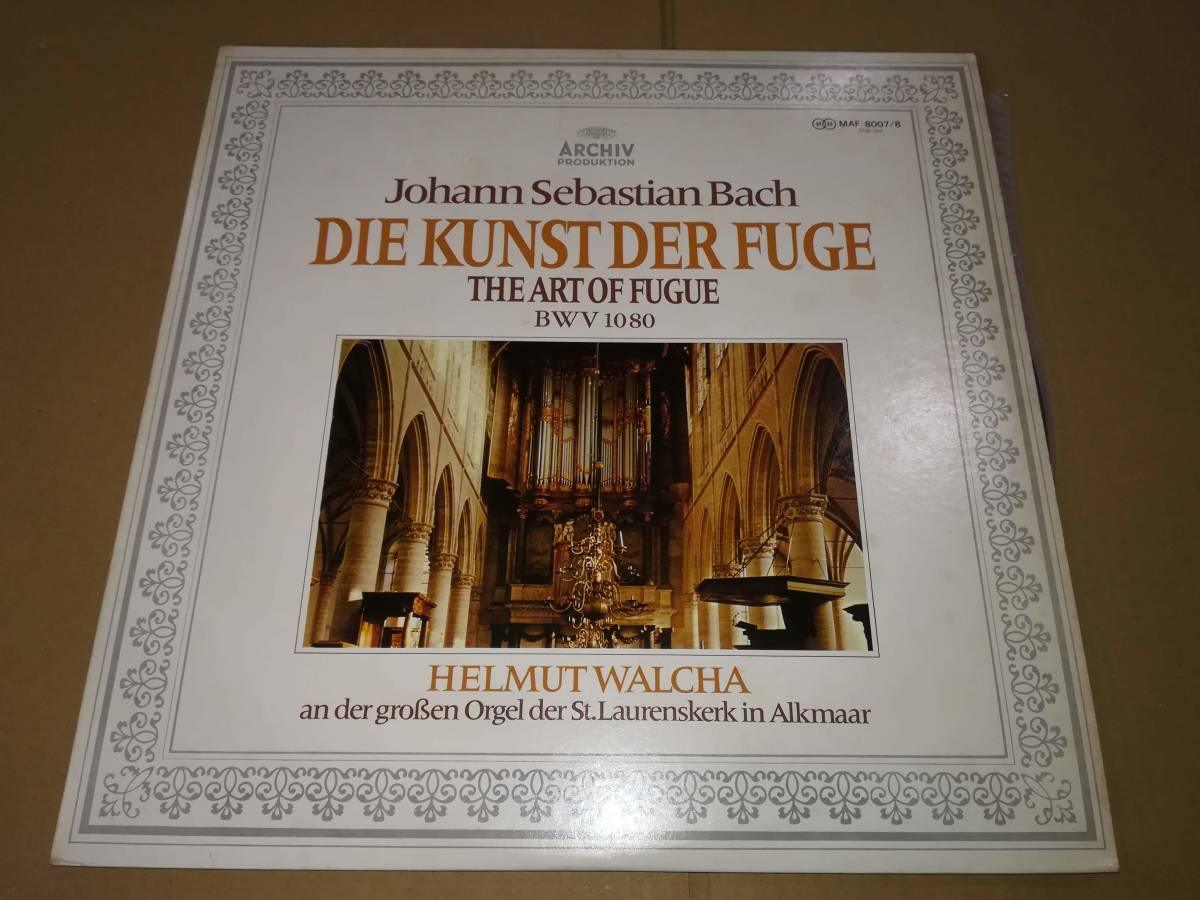 STEREO MAF 8007/8
ARCHIV
PRODUKTION
Johann Sebastian Bach
DIE KUNST DER FUGE
THE ART OF FUGUE
BWV 1080
HELMUT WALCHA
an der großen Orgel der St.Laurenskerk in Alkmaar